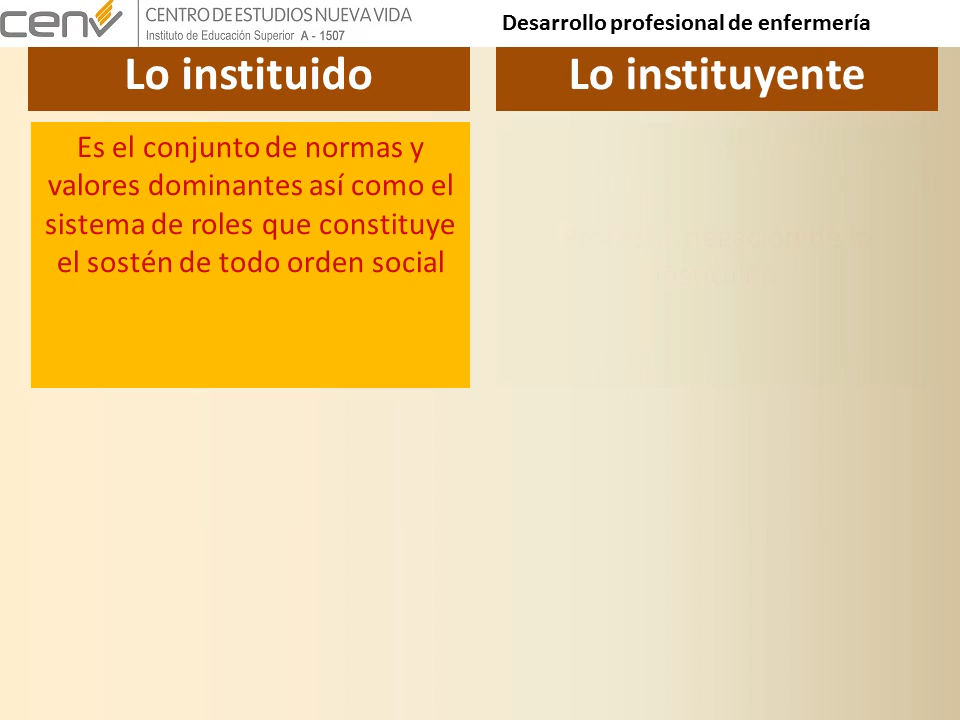 cenv
CENTRO DE ESTUDIOS NUEVA VIDA
Instituto de Educación Superior A - 1507
Desarrollo profesional de enfermería
Lo instituido
Lo instituyente
Es el conjunto de normas y
valores dominantes así como el
sistema de roles que constituye
el sostén de todo orden social